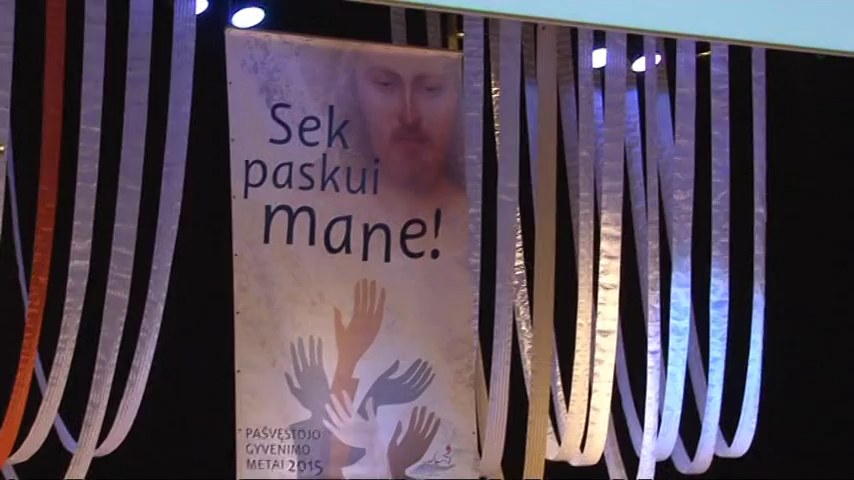 Sek
paskui
mane!
PAŠVĘSTOJO
GYVENIMO
METAI 2015